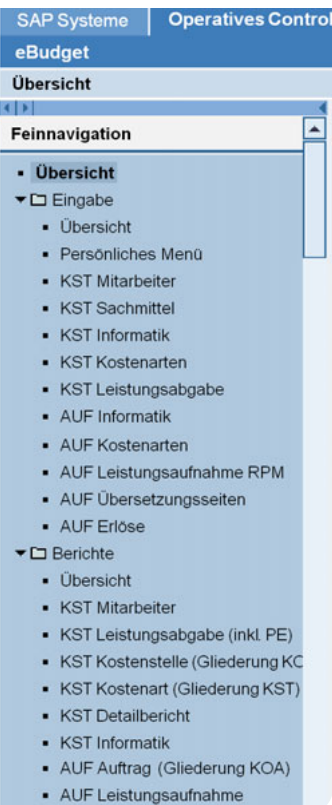 SAP Systeme Operatives Control
eBudget
Übersicht
Feinnavigation
Übersicht
Eingabe
Übersicht
Persönliches Menü
KST Mitarbeiter
KST Sachmittel
KST Informatik
KST Kostenarten
KST Leistungsabgabe
AUF Informatik
AUF Kostenarten
AUF Leistungsaufnahme RPM
AUF Übersetzungsseiten
AUF Erlöse
Berichte
Übersicht
KST Mitarbeiter
KST Leistungsabgabe (inkl. PE)
KST Kostenstelle (Gliederung KO
KST Kostenart (Gliederung KST)
KST Detailbericht
KST Informatik
AUF Auftrag (Gliederung KOA)
AUF Leistungsaufnahme